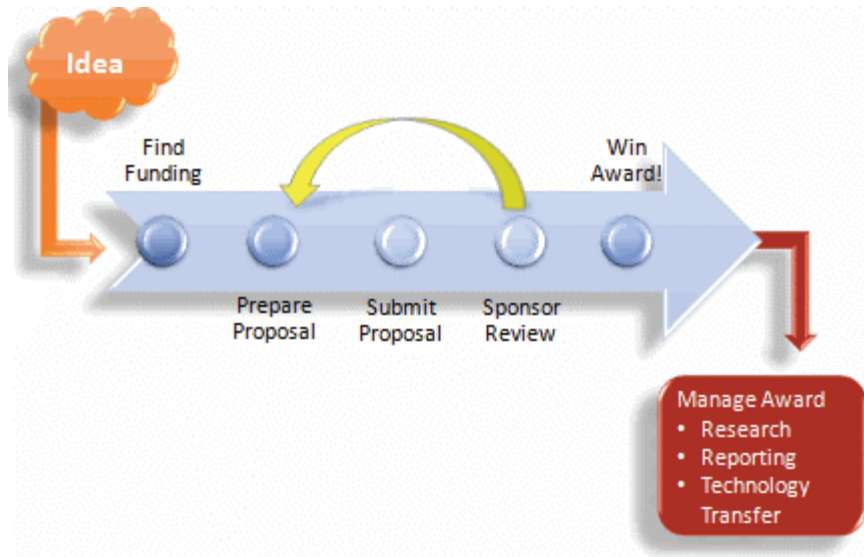 Idea
Find
Funding
Win
Award!
Prepare
Proposal
Submit
Proposal
Sponsor
Review
Manage Award
• Research
• Reporting
• Technology
Transfer